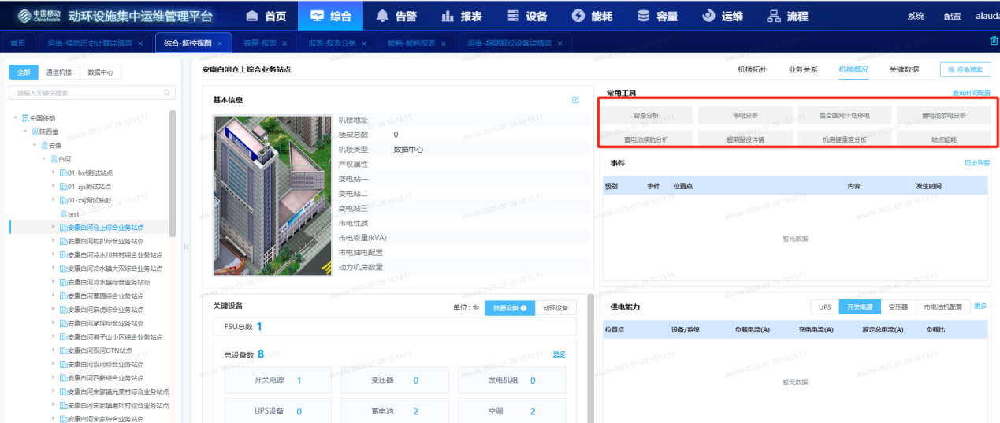 中国移动 China Mobile 动环设施集中运维管理平台 首页 综合 告警 报表 设备 能耗 容量 运维 流程 系统 配置 alauda
首页 运维-续航历史计算详情表 × 综合-监控视图 × 容量-报表 × 报表-报表分类 × 能耗-能耗报表 × 运维-超期服役设备详情表 ×
全部 通信机楼 数据中心
请输入关键字搜索
中国移动
陕西省
安康
白河
01-hxf测试站点
01-zjs测试站点
01-zxj测试映射
test
安康白河仓上综合业务站点
安康白河构扒综合业务站点
安康白河冷水川共村综合业务站点
安康白河冷水镇大双综合业务站点
安康白河冷水镇综合业务站点
安康白河栗园综合业务站点
安康白河麻虎综合业务站点
安康白河茅坪综合业务站点
安康白河狮子山小区综合业务站点
安康白河双河OTN站点
安康白河双河综合业务站点
安康白河四新综合业务站点
安康白河宋家镇光荣村综合业务站点
安康白河宋家镇磨坪村综合业务站点
安康白河宋家综合业务站点
安康白河仓上综合业务站点
机楼拓扑 业务关系 机楼概况 关键数据 应急预案
基本信息
机楼地址
楼层总数 0
机楼类型 数据中心
产权属性
变电站一
变电站二
变电站三
市电性质
市电容量(kVA)
市电油电配置
动力机房数量
常用工具 查询时间配置
容量分析 停电分析 是否国网计划停电 蓄电池放电分析
蓄电池续航分析 超期服役详情 机房健康度分析 站点能耗
事件 历史告警
级别 事件 位置点 内容 发生时间
暂无数据
关键设备 单位：台 资源设备 动环设备
FSU总数 1
总设备数 8 更多
开关电源 1 变压器 0 发电机组 0
UPS设备 0 蓄电池 2 空调 2
供电能力 UPS 开关电源 变压器 市电油机配置 更多
位置点 设备/系统 负载电流(A) 充电电流(A) 额定总电流(A) 负载比
暂无数据
alauda 2025-07-28 10:13:11